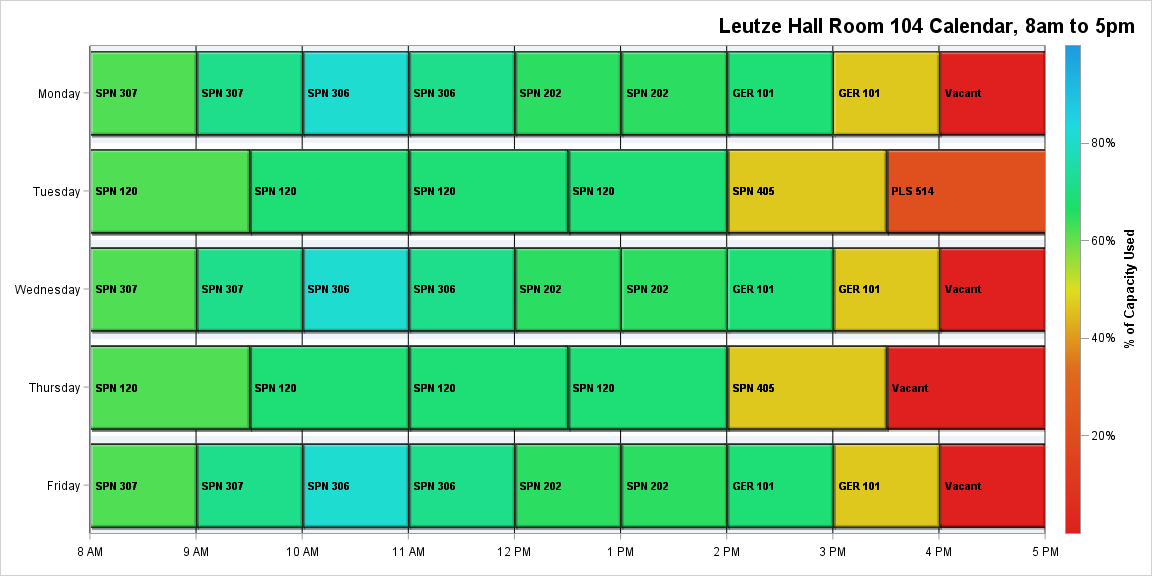 Leutze Hall Room 104 Calendar, 8am to 5pm
Monday
SPN 307
SPN 307
SPN 306
SPN 306
SPN 202
SPN 202
GER 101
GER 101
Vacant
Tuesday
SPN 120
SPN 120
SPN 120
SPN 120
SPN 405
PLS 514
Wednesday
SPN 307
SPN 307
SPN 306
SPN 306
SPN 202
SPN 202
GER 101
GER 101
Vacant
Thursday
SPN 120
SPN 120
SPN 120
SPN 120
SPN 405
Vacant
Friday
SPN 307
SPN 307
SPN 306
SPN 306
SPN 202
SPN 202
GER 101
GER 101
Vacant
8 AM
9 AM
10 AM
11 AM
12 PM
1 PM
2 PM
3 PM
4 PM
5 PM
80%
60%
40%
20%
% of Capacity Used